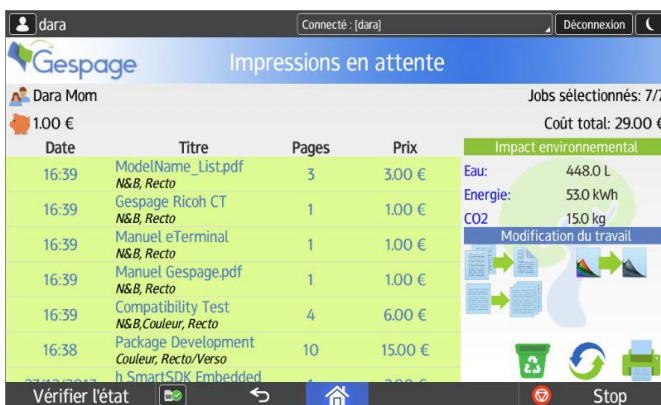 dara
Connecté : [dara]
Déconnexion
Gespage
Impressions en attente
Dara Mom
Jobs sélectionnés: 7/7
1.00 €
Coût total: 29.00 €
Date Titre Pages Prix
Impact environnemental
16:39 ModelName_List.pdf 3 3.00 €
N&B, Recto
Eau: 448.0 L
16:39 Gespage Ricoh CT 1 1.00 €
N&B, Recto
Energie: 53.0 kWh
CO2 15.0 kg
16:39 Manuel eTerminal 1 1.00 €
N&B, Recto
Modification du travail
16:39 Manuel Gespage.pdf 1 1.00 €
N&B, Recto
16:39 Compatibility Test 4 6.00 €
N&B,Couleur, Recto
16:38 Package Development 10 15.00 €
Couleur, Recto/Verso
h SmartSDK Embedded
Vérifier l'état
Stop